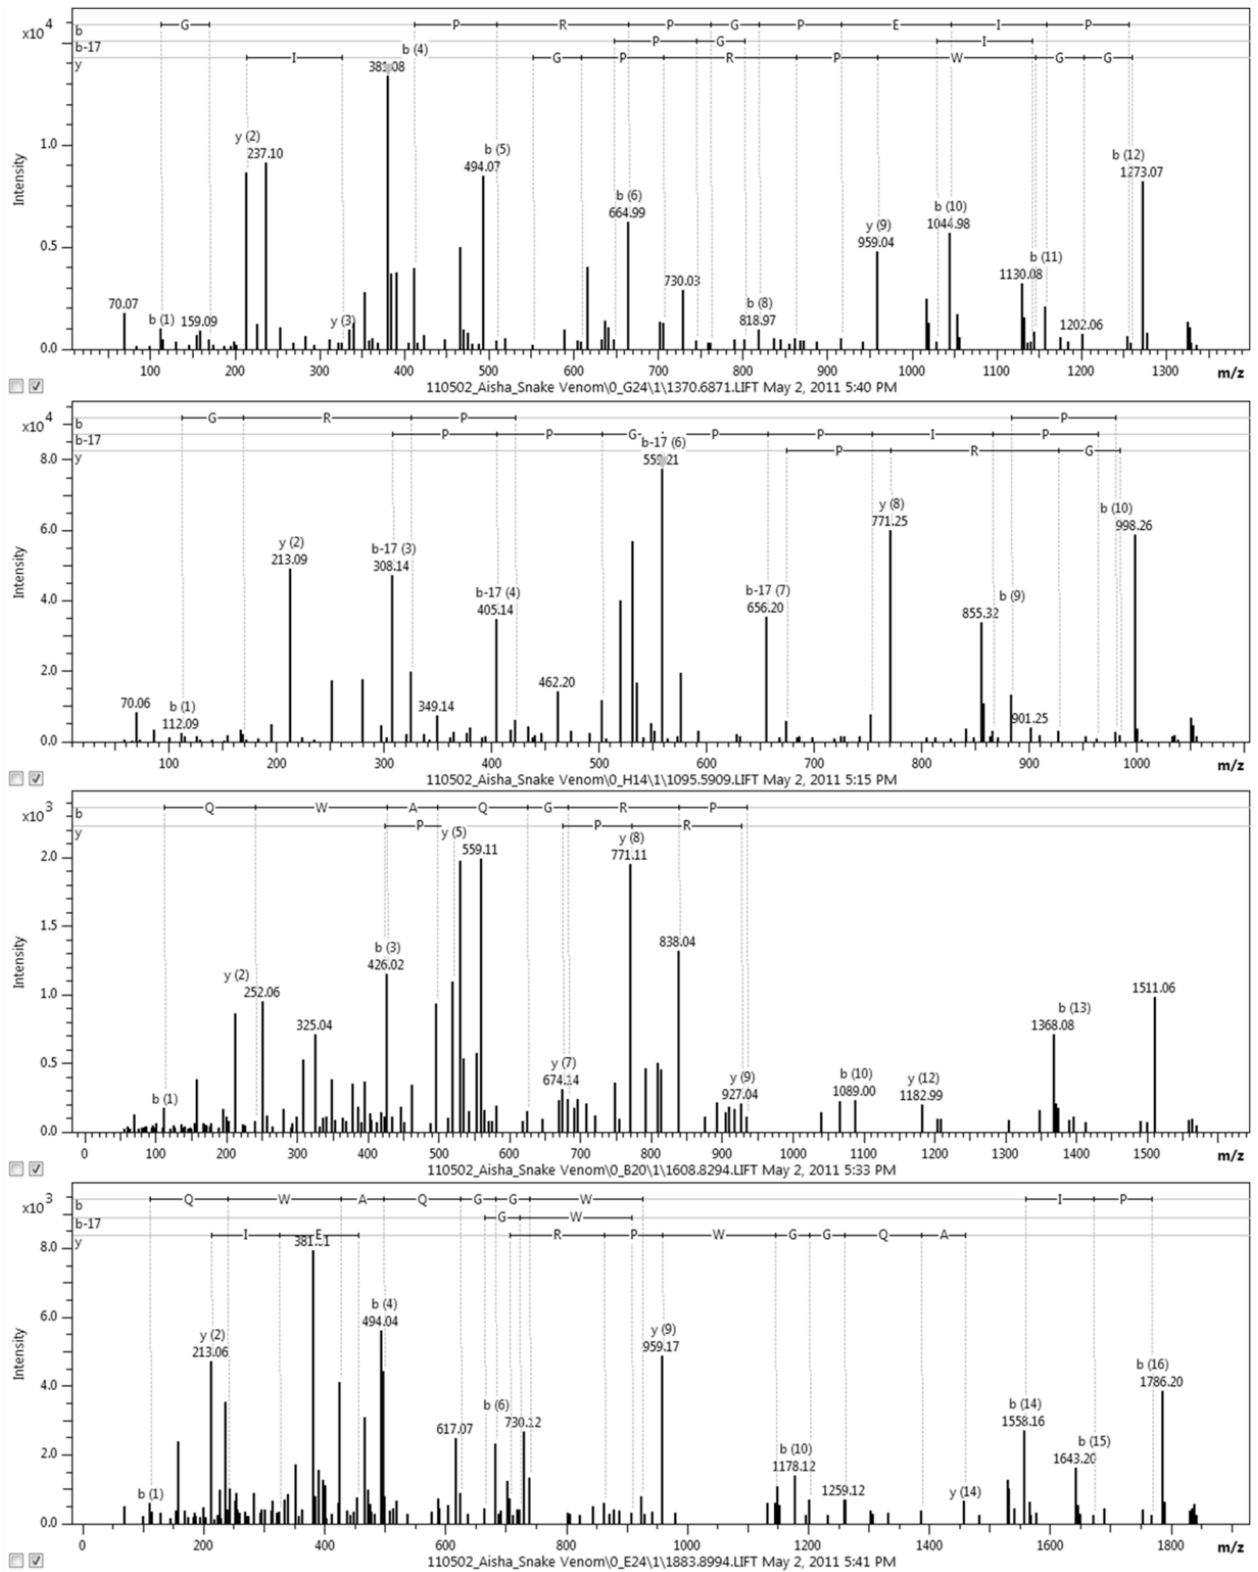 b G P R P G P E I P
x10⁴ b-17 P G I
y I G P R P W G G
b (4)
381.08
y (2)
237.10
b (5)
494.07
b (6)
664.99
b (12)
1273.07
b (10)
1044.98
y (9)
959.04
b (11)
1130.08
730.03
b (8)
818.97
70.07
b (1)
159.09
y (3)
1202.06
Intensity
1.0
0.5
0.0
100 200 300 400 500 600 700 800 900 1000 1100 1200 1300 m/z
110502_Aisha_Snake Venom\0_G24\1\1370.6871.LIFT May 2, 2011 5:40 PM
b G R P P
x10⁴ b-17 P P G P P I P
y P R G
b-17 (6)
559.21
y (8)
771.25
b (10)
998.26
y (2)
213.09
b-17 (3)
308.14
b-17 (4)
405.14
b-17 (7)
656.20
b (9)
855.32
462.20
70.06
b (1)
112.09
349.14
901.25
Intensity
8.0
6.0
4.0
2.0
0.0
100 200 300 400 500 600 700 800 900 1000 m/z
110502_Aisha_Snake Venom\0_H14\1\1095.5909.LIFT May 2, 2011 5:15 PM
b Q W A Q G R P
x10³
y P P R
y (5)
559.11
y (8)
771.11
b (3)
426.02
838.04
y (2)
252.06
325.04
1511.06
b (13)
1368.08
y (7)
674.14
y (9)
927.04
b (10)
1089.00
y (12)
1182.99
b (1)
Intensity
2.0
1.5
1.0
0.5
0.0
0 100 200 300 400 500 600 700 800 900 1000 1100 1200 1300 1400 1500 m/z
110502_Aisha_Snake Venom\0_B20\1\1608.8294.LIFT May 2, 2011 5:33 PM
b Q W A Q G G W I P
x10³ b-17 G W
y I E R P W G G Q A
y (2)
213.06
b (4)
494.04
y (9)
959.17
b (16)
1786.20
b (6)
617.07
730.12
b (14)
1558.16
b (15)
1643.20
b (10)
1178.12
1259.12
y (14)
b (1)
Intensity
8.0
6.0
4.0
2.0
0.0
0 200 400 600 800 1000 1200 1400 1600 1800 m/z
110502_Aisha_Snake Venom\0_E24\1\1883.8994.LIFT May 2, 2011 5:41 PM